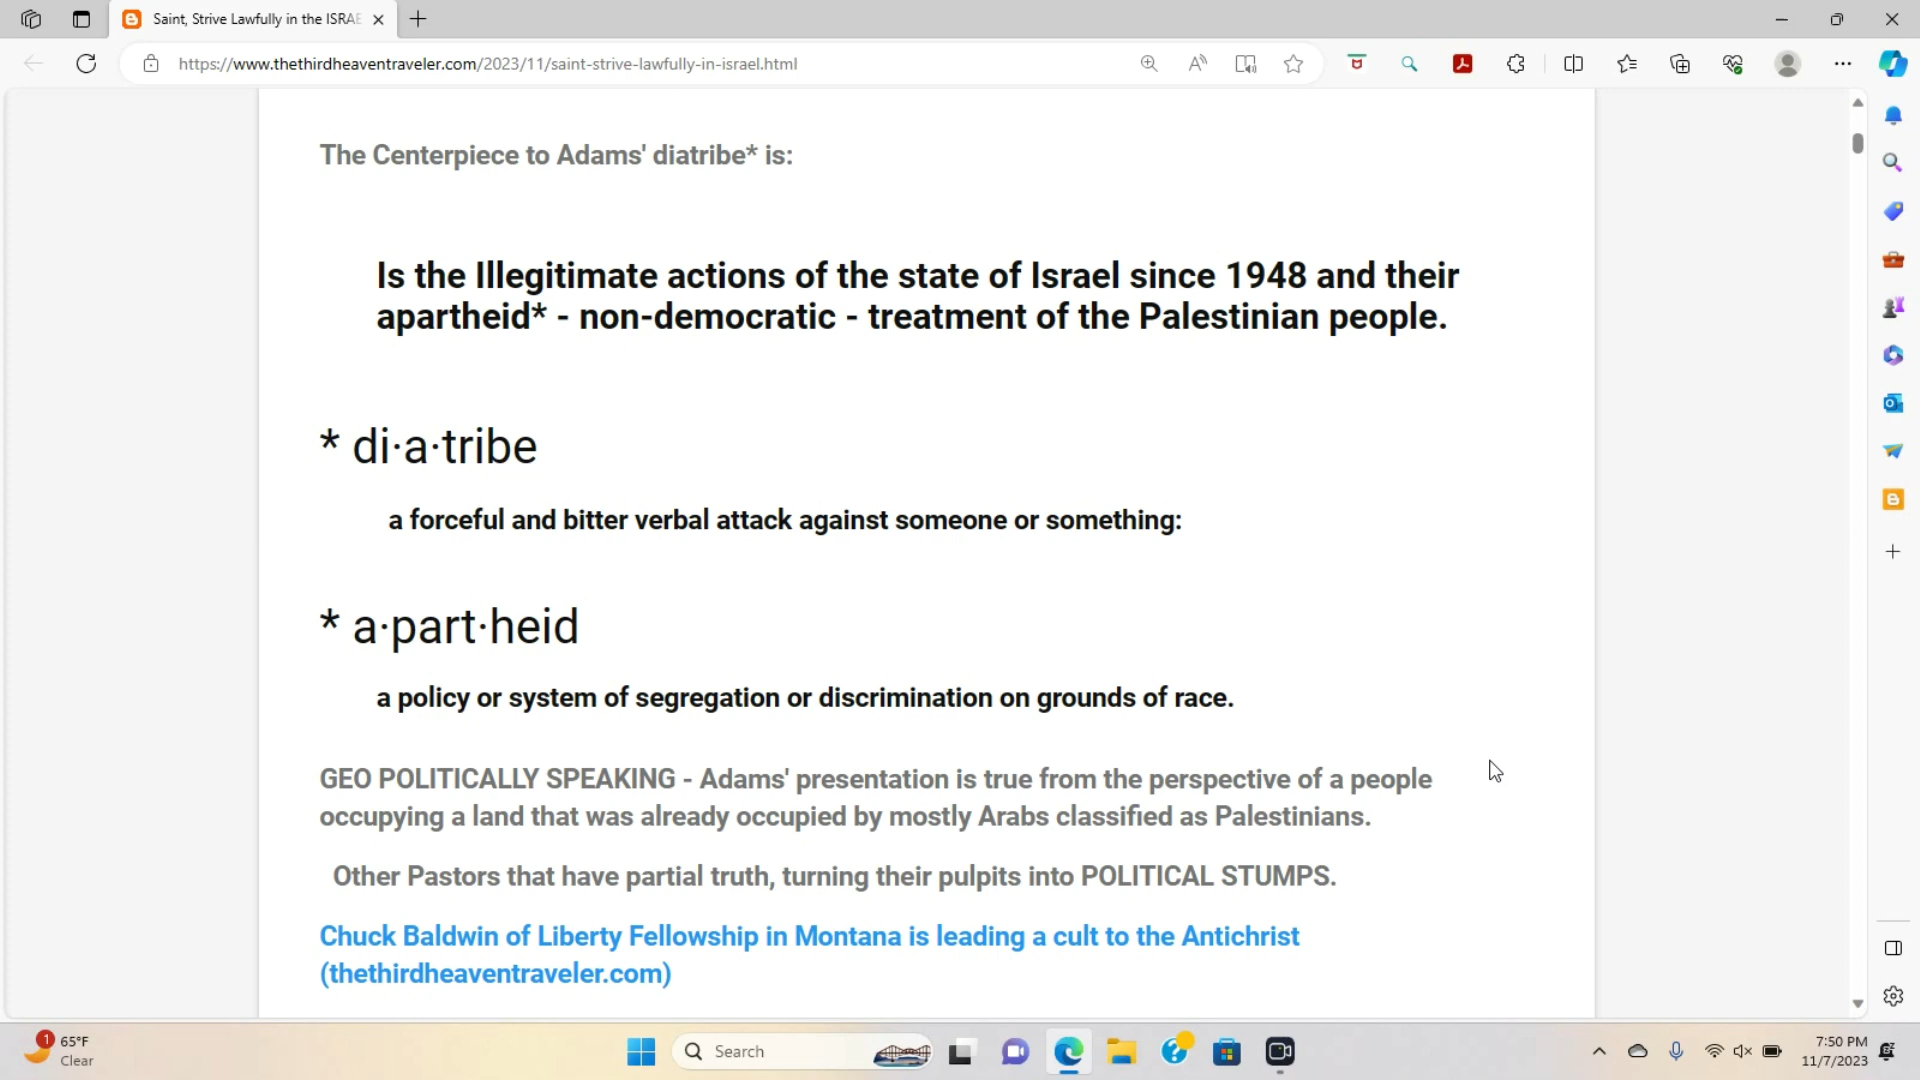 Saint, Strive Lawfully in the ISRAE
https://www.thethirdheaventraveler.com/2023/11/saint-strive-lawfully-in-israel.html
The Centerpiece to Adams' diatribe* is:
Is the Illegitimate actions of the state of Israel since 1948 and their
apartheid* - non-democratic - treatment of the Palestinian people.
* di·a·tribe
a forceful and bitter verbal attack against someone or something:
* a·part·heid
a policy or system of segregation or discrimination on grounds of race.
GEO POLITICALLY SPEAKING - Adams' presentation is true from the perspective of a people
occupying a land that was already occupied by mostly Arabs classified as Palestinians.
Other Pastors that have partial truth, turning their pulpits into POLITICAL STUMPS.
Chuck Baldwin of Liberty Fellowship in Montana is leading a cult to the Antichrist
(thethirdheaventraveler.com)
1
65°F
Clear
Search
7:50 PM
11/7/2023